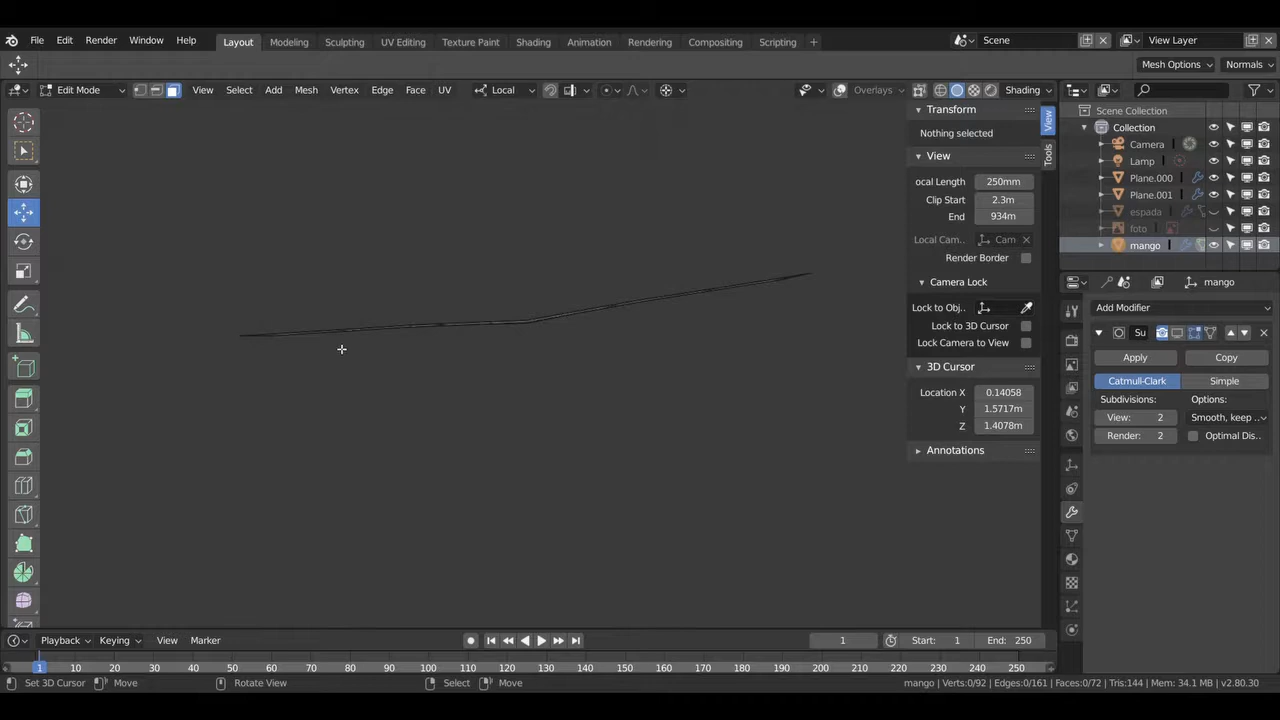 File Edit Render Window Help Layout Modeling Sculpting UV Editing Texture Paint Shading Animation Rendering Compositing Scripting + Scene View Layer
Mesh Options Normals
Edit Mode View Select Add Mesh Vertex Edge Face UV Local Overlays Shading
Transform
Nothing selected
View
ocal Length 250mm
Clip Start 2.3m
End 934m
Local Cam.. Cam
Render Border
Camera Lock
Lock to Obj..
Lock to 3D Cursor
Lock Camera to View
3D Cursor
Location X 0.14058
Y 1.5717m
Z 1.4078m
Annotations
View
Tools
Scene Collection
Collection
Camera
Lamp
Plane.000
Plane.001
espada
foto
mango
mango
Add Modifier
Su
Apply Copy
Catmull-Clark Simple
Subdivisions: Options:
View: 2 Smooth, keep ..
Render: 2 Optimal Dis..
Playback Keying View Marker 1 Start: 1 End: 250
1 10 20 30 40 50 60 70 80 90 100 110 120 130 140 150 160 170 180 190 200 210 220 230 240 250
Set 3D Cursor Move Rotate View Select Move mango | Verts:0/92 | Edges:0/161 | Faces:0/72 | Tris:144 | Mem: 34.1 MB | v2.80.30